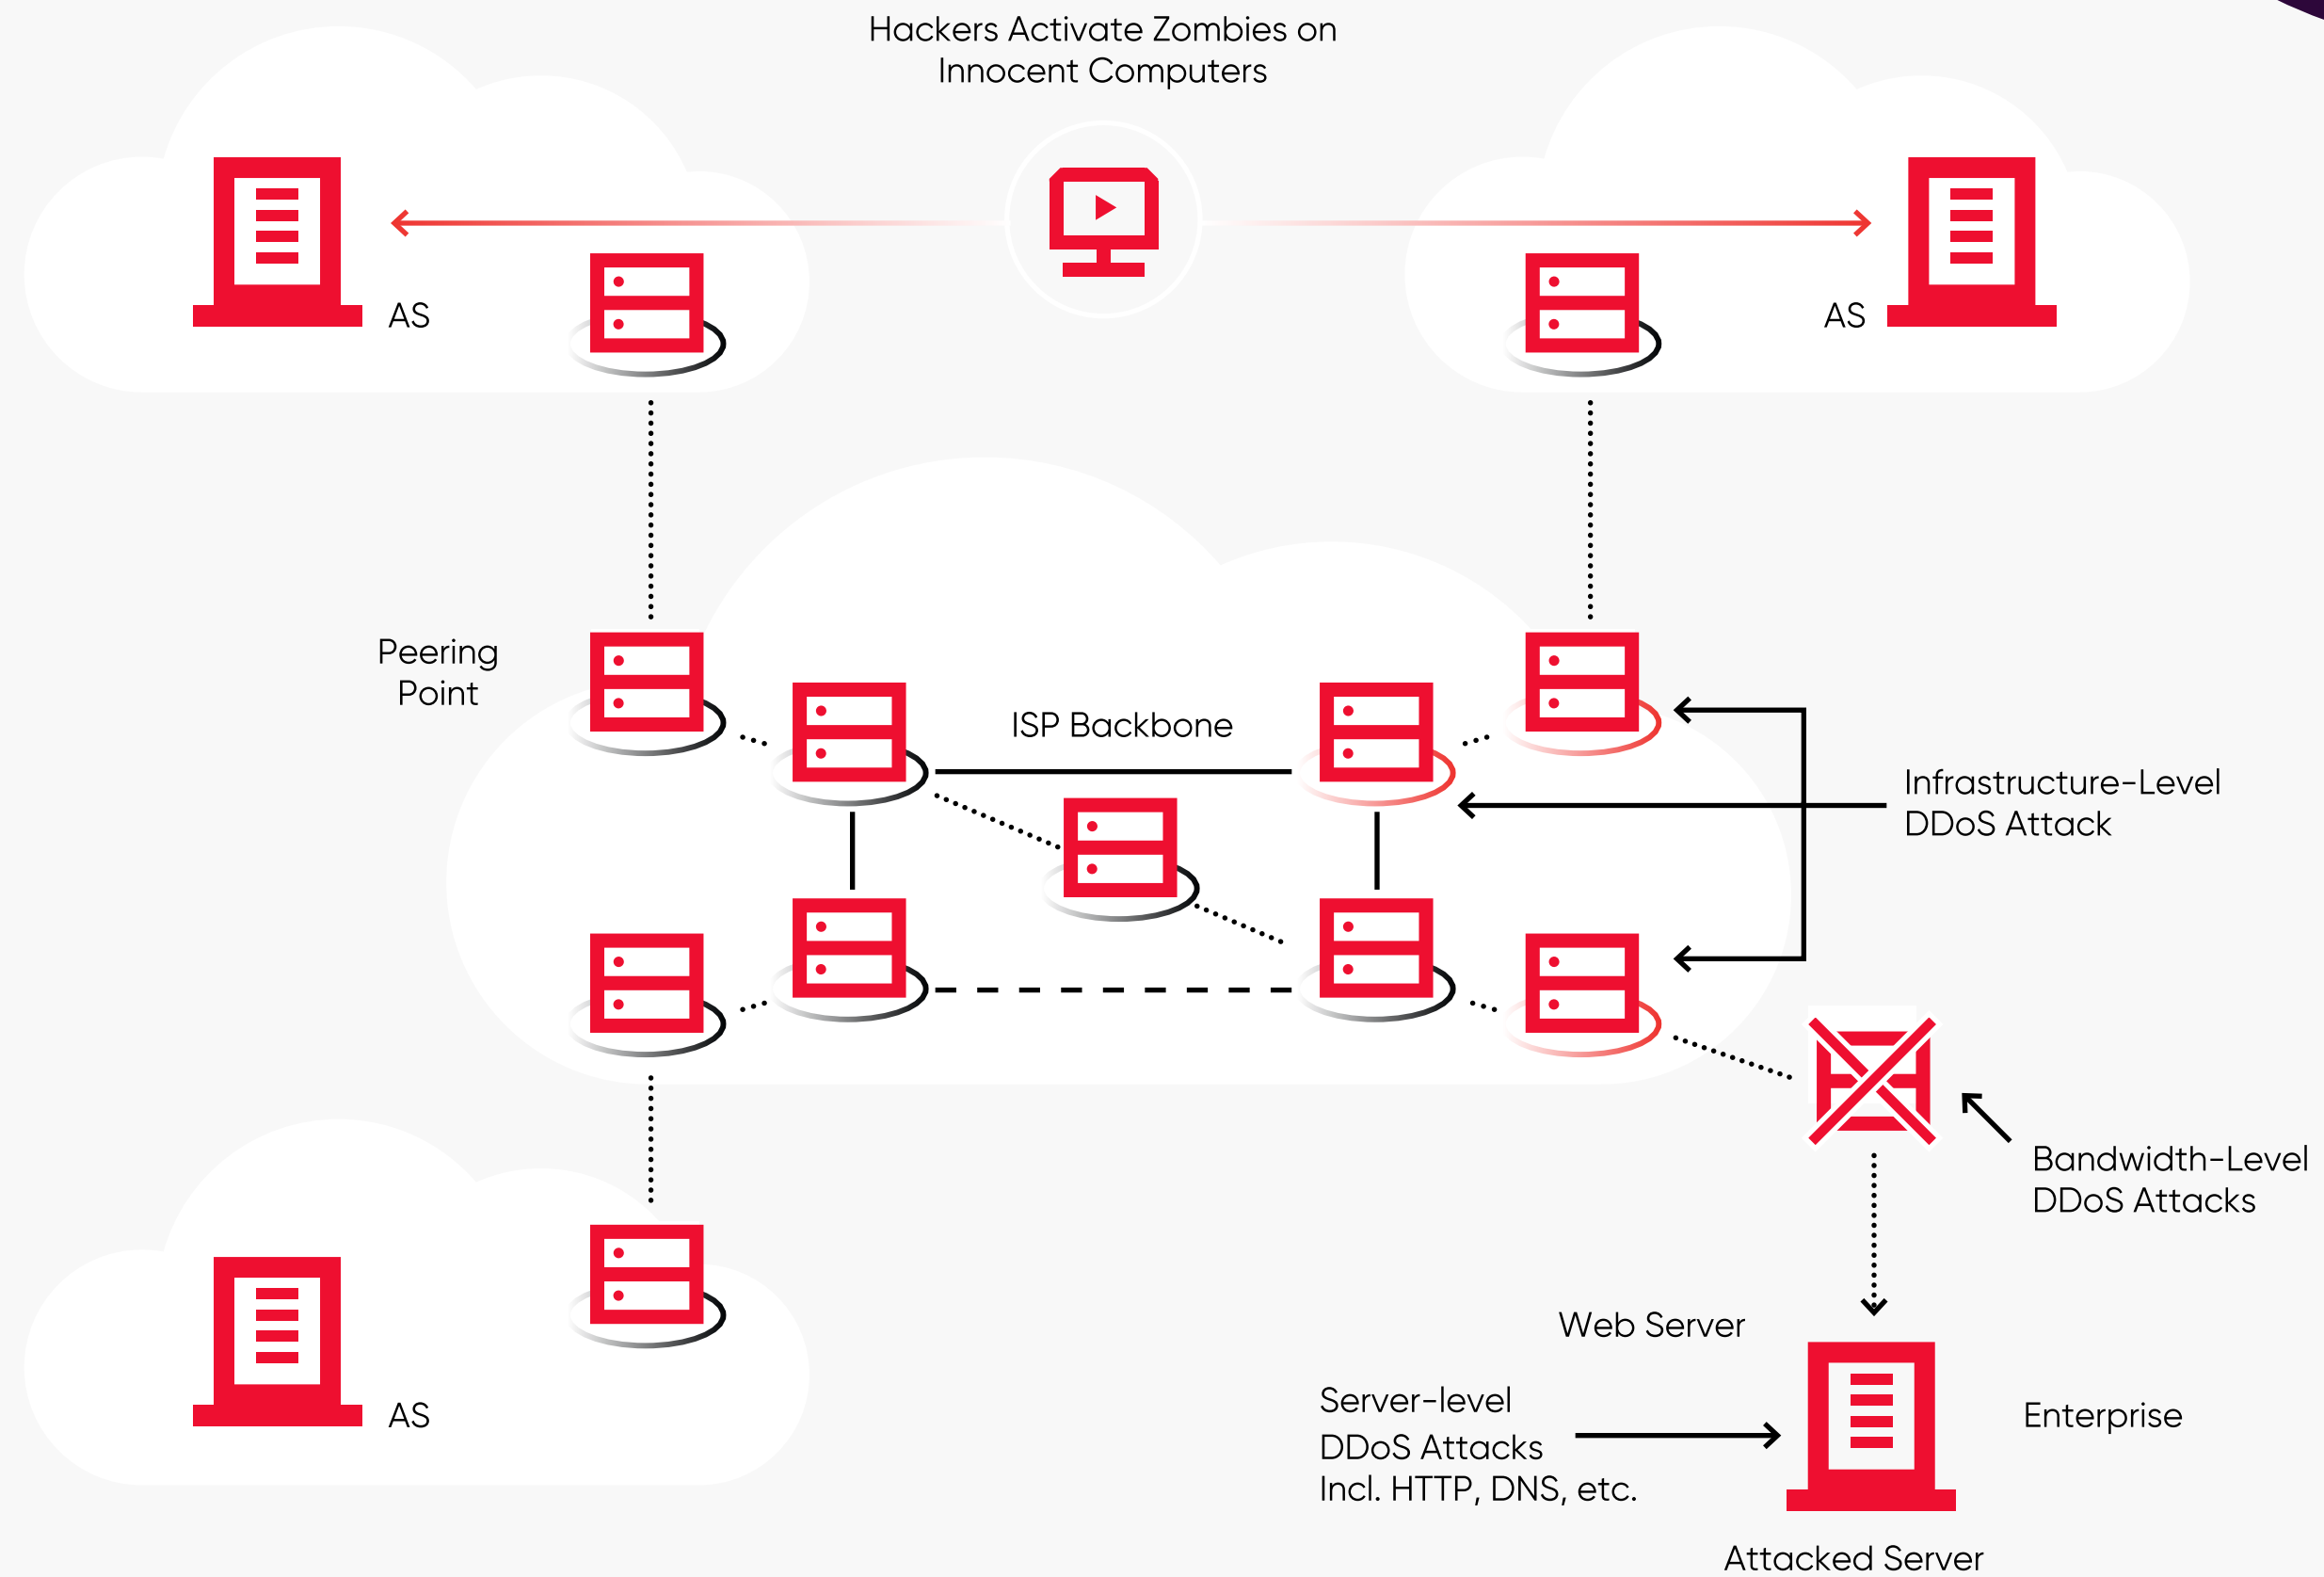 Hackers Activate Zombies on
Innocent Computers
AS
AS
Peering
Point
ISP Backbone
Infrastructure-Level
DDoS Attack
Bandwidth-Level
DDoS Attacks
Web Server
Server-level
DDoS Attacks
Incl. HTTP, DNS, etc.
Enterprise
AS
Attacked Server